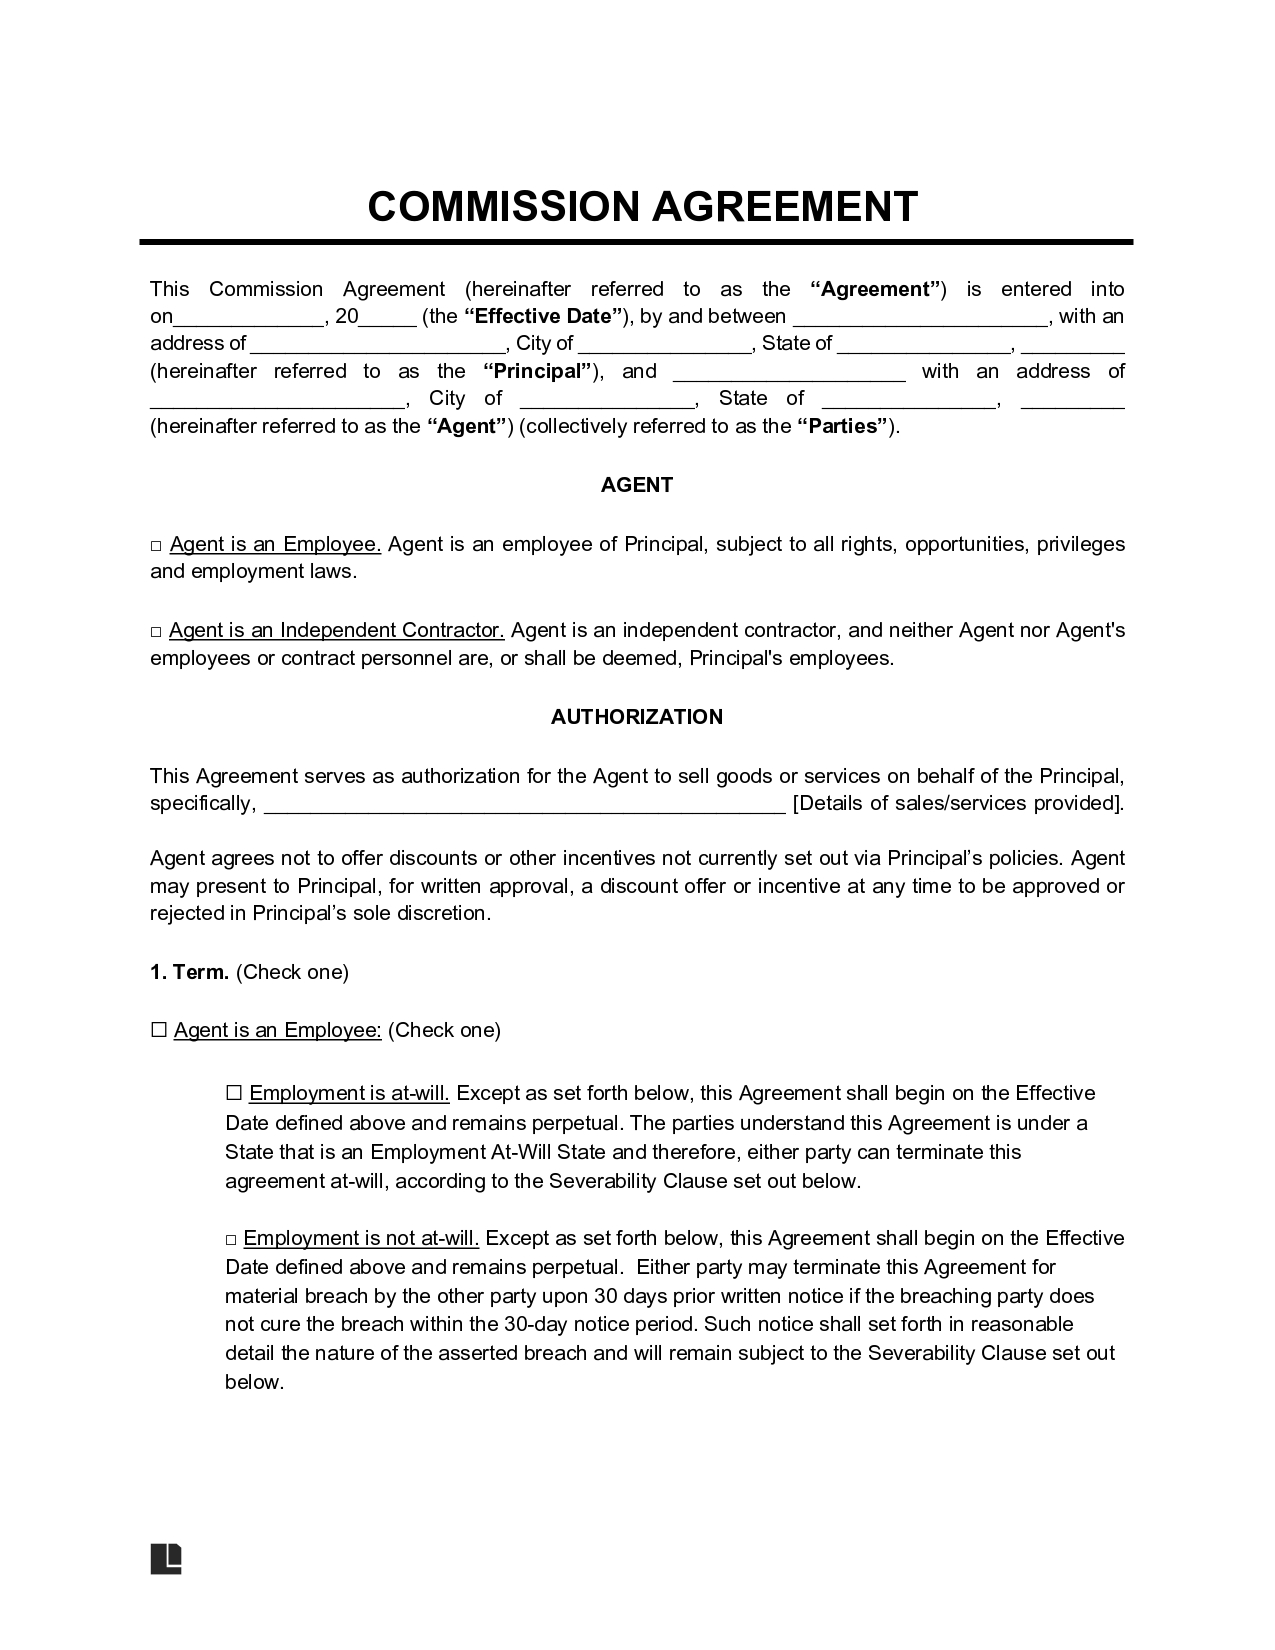 COMMISSION AGREEMENT
This Commission Agreement (hereinafter referred to as the “Agreement”) is entered into
on_____________, 20_____ (the “Effective Date”), by and between ______________________, with an
address of ______________________, City of _______________, State of _______________, _________
(hereinafter referred to as the “Principal”), and ____________________ with an address of
______________________, City of _______________, State of _______________, _________
(hereinafter referred to as the “Agent”) (collectively referred to as the “Parties”).
AGENT
□ Agent is an Employee. Agent is an employee of Principal, subject to all rights, opportunities, privileges
and employment laws.
□ Agent is an Independent Contractor. Agent is an independent contractor, and neither Agent nor Agent's
employees or contract personnel are, or shall be deemed, Principal's employees.
AUTHORIZATION
This Agreement serves as authorization for the Agent to sell goods or services on behalf of the Principal,
specifically, _____________________________________________ [Details of sales/services provided].
Agent agrees not to offer discounts or other incentives not currently set out via Principal’s policies. Agent
may present to Principal, for written approval, a discount offer or incentive at any time to be approved or
rejected in Principal’s sole discretion.
1. Term. (Check one)
☐ Agent is an Employee: (Check one)
☐ Employment is at-will. Except as set forth below, this Agreement shall begin on the Effective
Date defined above and remains perpetual. The parties understand this Agreement is under a
State that is an Employment At-Will State and therefore, either party can terminate this
agreement at-will, according to the Severability Clause set out below.
□ Employment is not at-will. Except as set forth below, this Agreement shall begin on the Effective
Date defined above and remains perpetual.  Either party may terminate this Agreement for
material breach by the other party upon 30 days prior written notice if the breaching party does
not cure the breach within the 30-day notice period. Such notice shall set forth in reasonable
detail the nature of the asserted breach and will remain subject to the Severability Clause set out
below.